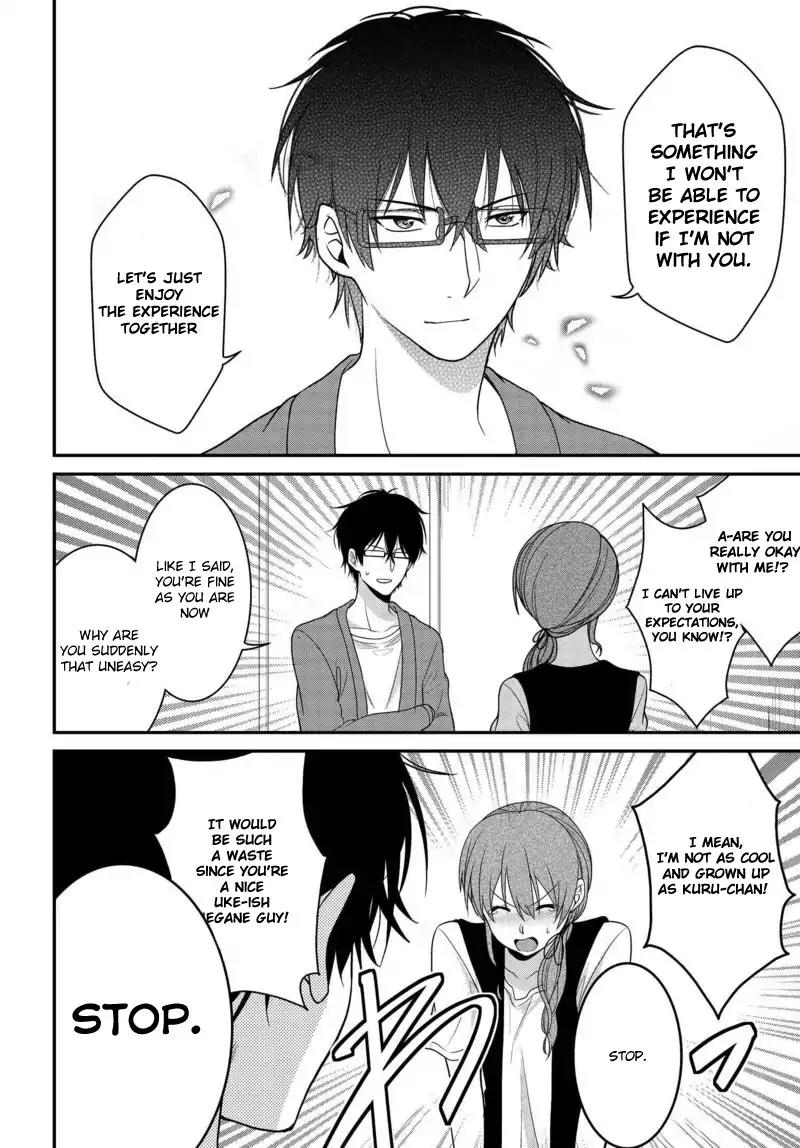 THAT'S
SOMETHING
I WON'T
BE ABLE TO
EXPERIENCE
IF I'M NOT
WITH YOU.
LET'S JUST
ENJOY
THE EXPERIENCE
TOGETHER
A-ARE YOU
REALLY OKAY
WITH ME!?
I CAN'T LIVE UP
TO YOUR
EXPECTATIONS,
YOU KNOW!?
LIKE I SAID,
YOU'RE FINE
AS YOU ARE
NOW
WHY ARE
YOU SUDDENLY
THAT UNEASY?
I MEAN,
I'M NOT AS COOL
AND GROWN UP
AS KURU-CHAN!
STOP.
IT WOULD
BE SUCH
A WASTE
SINCE YOU'RE
A NICE
UKE-ISH
EGANE GUY!
STOP.